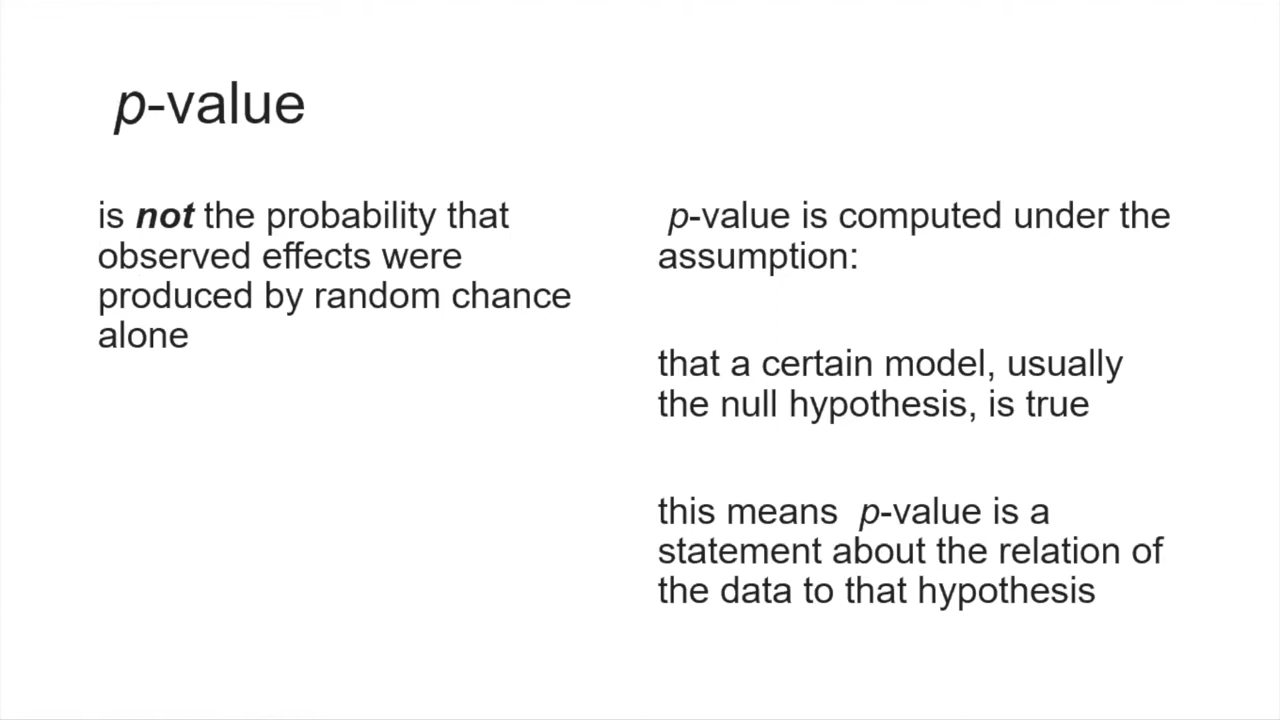 p-value
is not the probability that
observed effects were
produced by random chance
alone
p-value is computed under the
assumption:
that a certain model, usually
the null hypothesis, is true
this means p-value is a
statement about the relation of
the data to that hypothesis